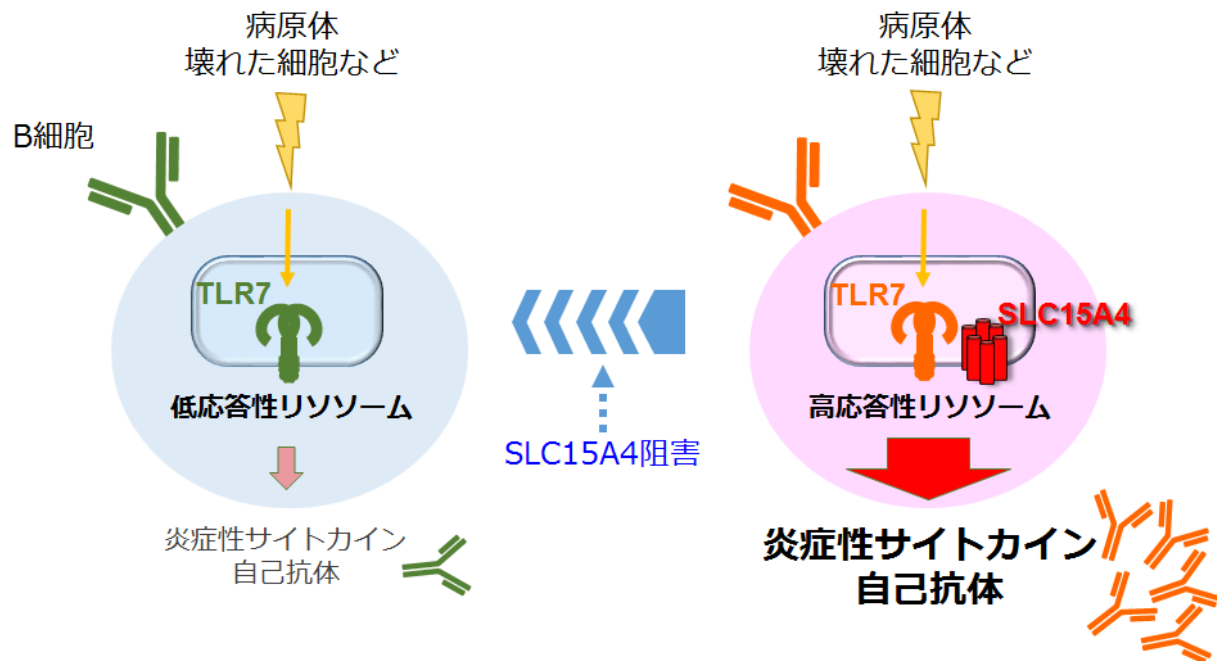 病原体
壊れた細胞など
B細胞
TLR7
低応答性リソソーム
炎症性サイトカイン
自己抗体
SLC15A4阻害
病原体
壊れた細胞など
TLR7
SLC15A4
高応答性リソソーム
炎症性サイトカイン
自己抗体